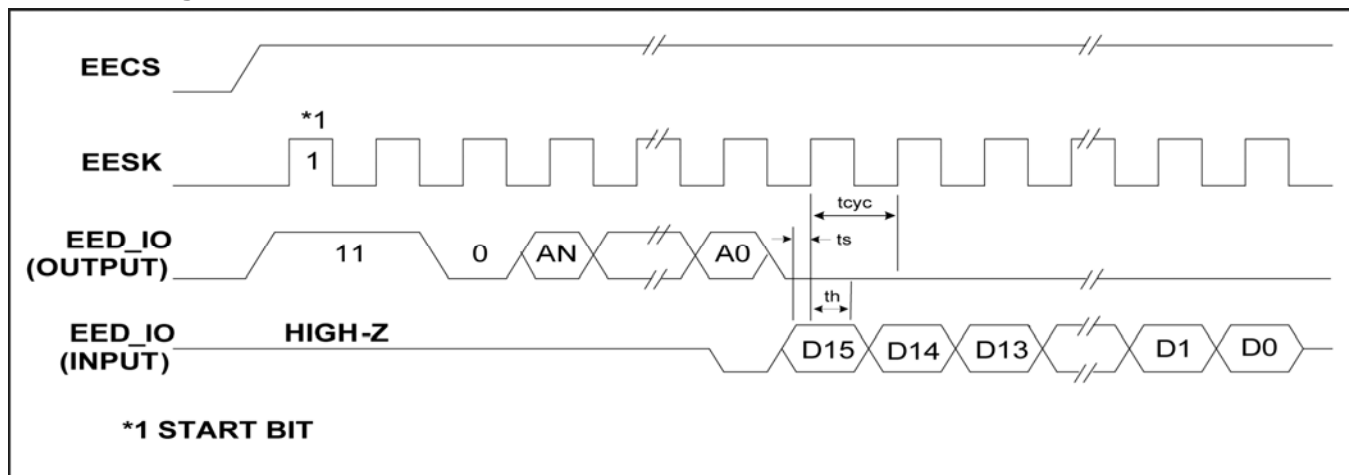 EECS
*1
EESK
1
tcyc
ts
EED_IO
(OUTPUT)
11
0
AN
A0
th
EED_IO
(INPUT)
HIGH-Z
D15
D14
D13
D1
D0
*1 START BIT